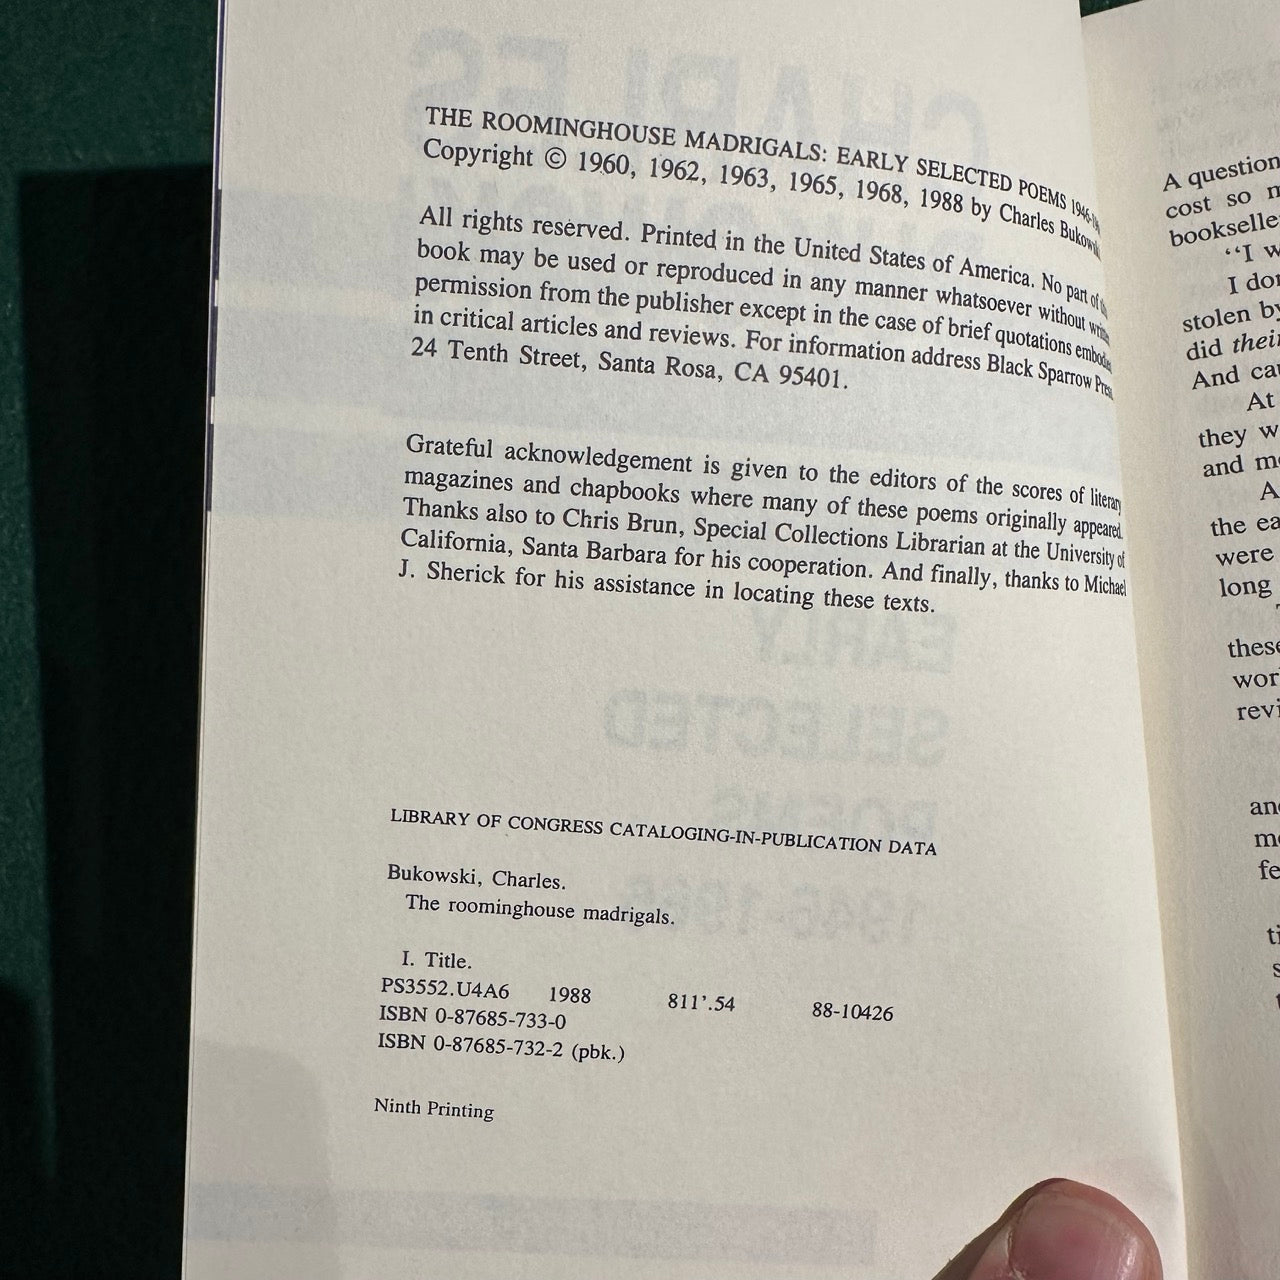 THE ROOMINGHOUSE MADRIGALS: EARLY SELECTED POEMS
Copyright © 1960, 1962, 1963, 1965, 1968, 1988 by Charles
All rights reserved. Printed in the United States of America. No part of
book may be used or reproduced in any manner whatsoever without
permission from the publisher except in the case of brief quotations
in critical articles and reviews. For information address Black Sparrow
24 Tenth Street, Santa Rosa, CA 95401.
Grateful acknowledgement is given to the editors of the scores of literary
magazines and chapbooks where many of these poems originally appeared.
Thanks also to Chris Brun, Special Collections Librarian at the University of
California, Santa Barbara for his cooperation. And finally, thanks to Michael
J. Sherick for his assistance in locating these texts.
LIBRARY OF CONGRESS CATALOGING-IN-PUBLICATION DATA
Bukowski, Charles.
The roominghouse madrigals.
I. Title.
PS3552.U4A6 1988 811'.54 88-10426
ISBN 0-87685-733-0
ISBN 0-87685-732-2 (pbk.)
Ninth Printing
A question
cost so
“I
I
stolen
did
And
At
they
and
the
were
long
these